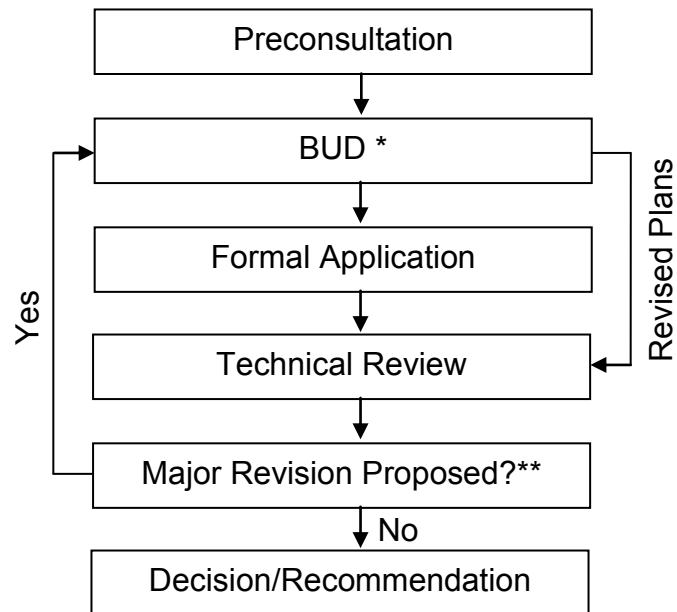 Preconsultation
BUD *
Formal Application
Technical Review
Major Revision Proposed?**
No
Decision/Recommendation
Yes
Revised Plans